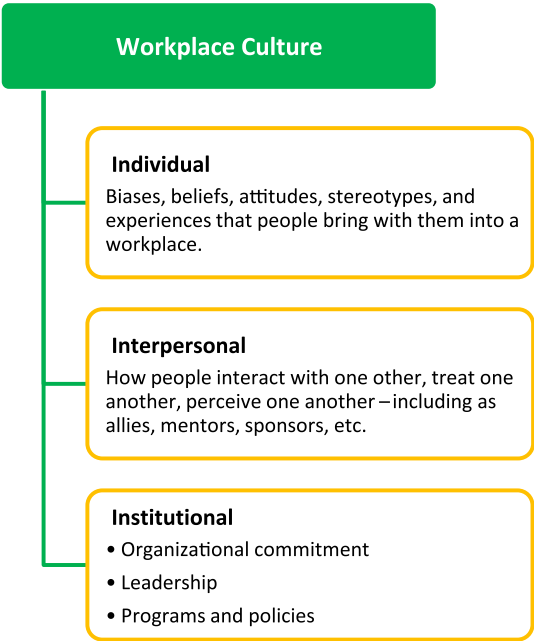 Workplace Culture
Individual
Biases, beliefs, attitudes, stereotypes, and
experiences that people bring with them into a
workplace.
Interpersonal
How people interact with one other, treat one
another, perceive one another – including as
allies, mentors, sponsors, etc.
Institutional
• Organizational commitment
• Leadership
• Programs and policies